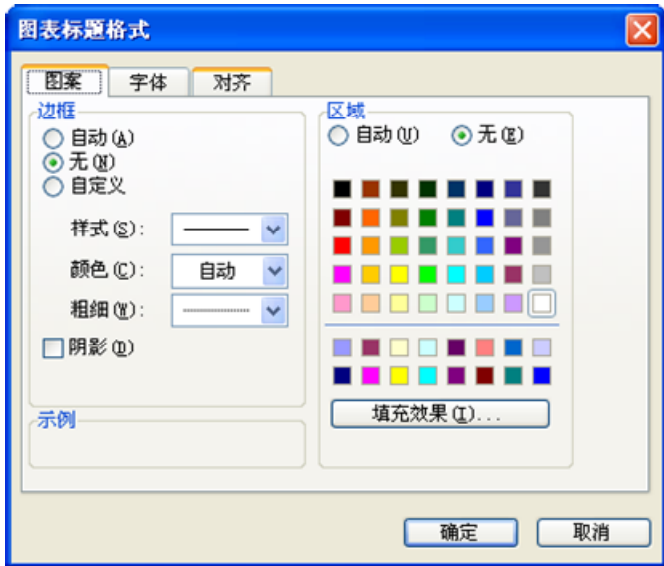 图表标题格式
图案 字体 对齐
边框
自动(A)
无(N)
自定义
样式(S):
颜色(C): 自动
粗细(W):
阴影(D)
示例
区域
自动(U) 无(E)
填充效果(I)...
确定 取消